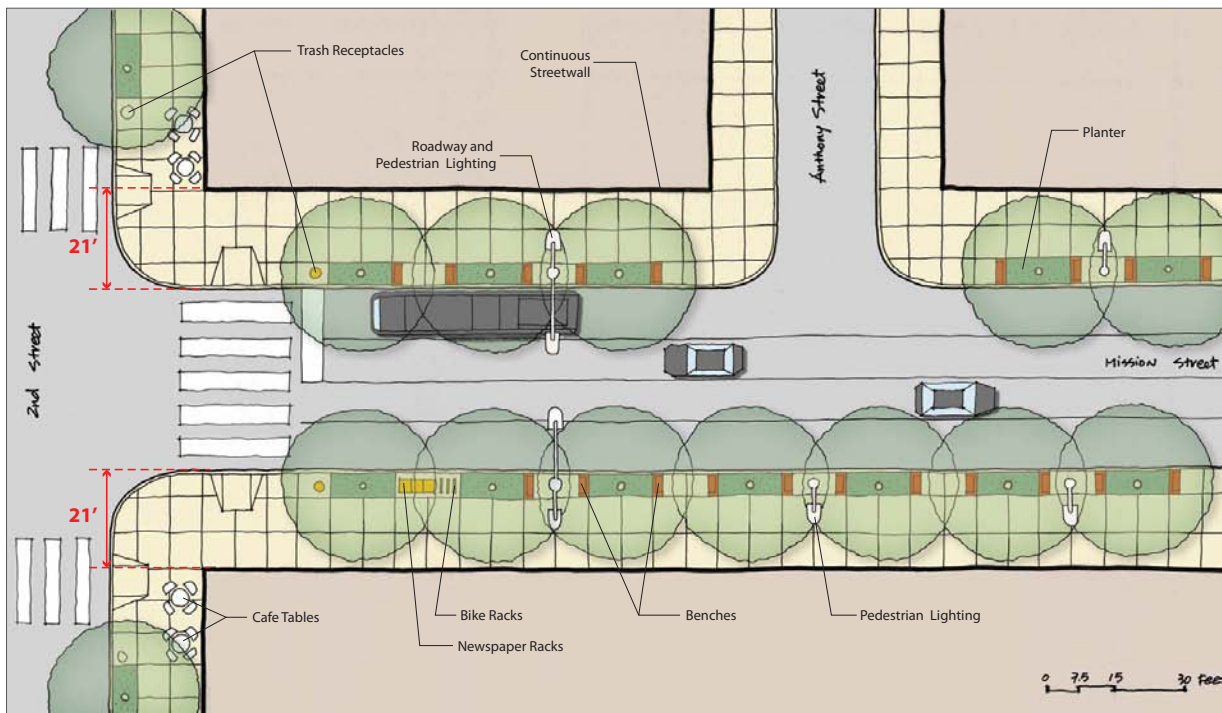 Trash Receptacles
Continuous
Streetwall
Roadway and
Pedestrian Lighting
Planter
Anthony Street
21’
2nd Street
Mission Street
21’
Cafe Tables
Bike Racks
Newspaper Racks
Benches
Pedestrian Lighting
0 7.5 15 30 Feet